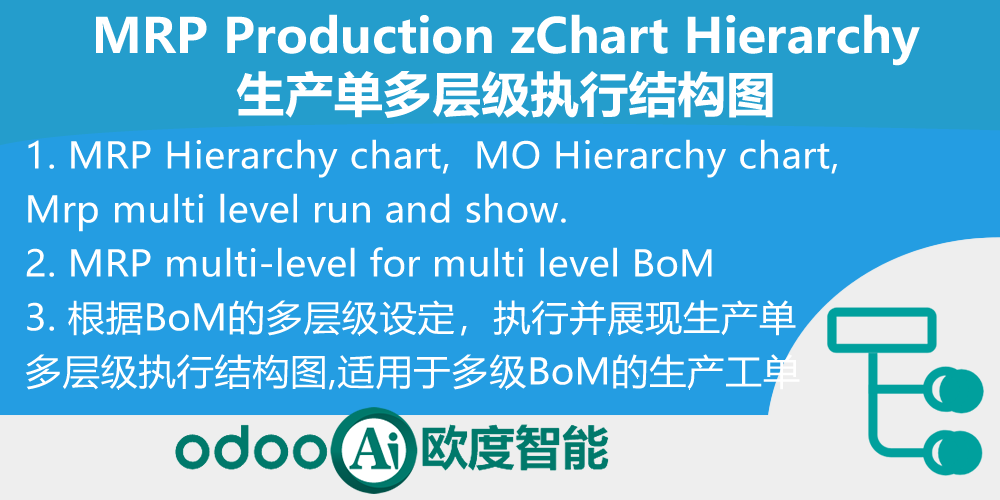 MRP Production zChart Hierarchy
生产单多层级执行结构图
1. MRP Hierarchy chart,  MO Hierarchy chart,
Mrp multi level run and show.
2. MRP multi-level for multi level BoM
3. 根据BoM的多层级设定，执行并展现生产单
多层级执行结构图,适用于多级BoM的生产工单
odoo Ai 欧度智能